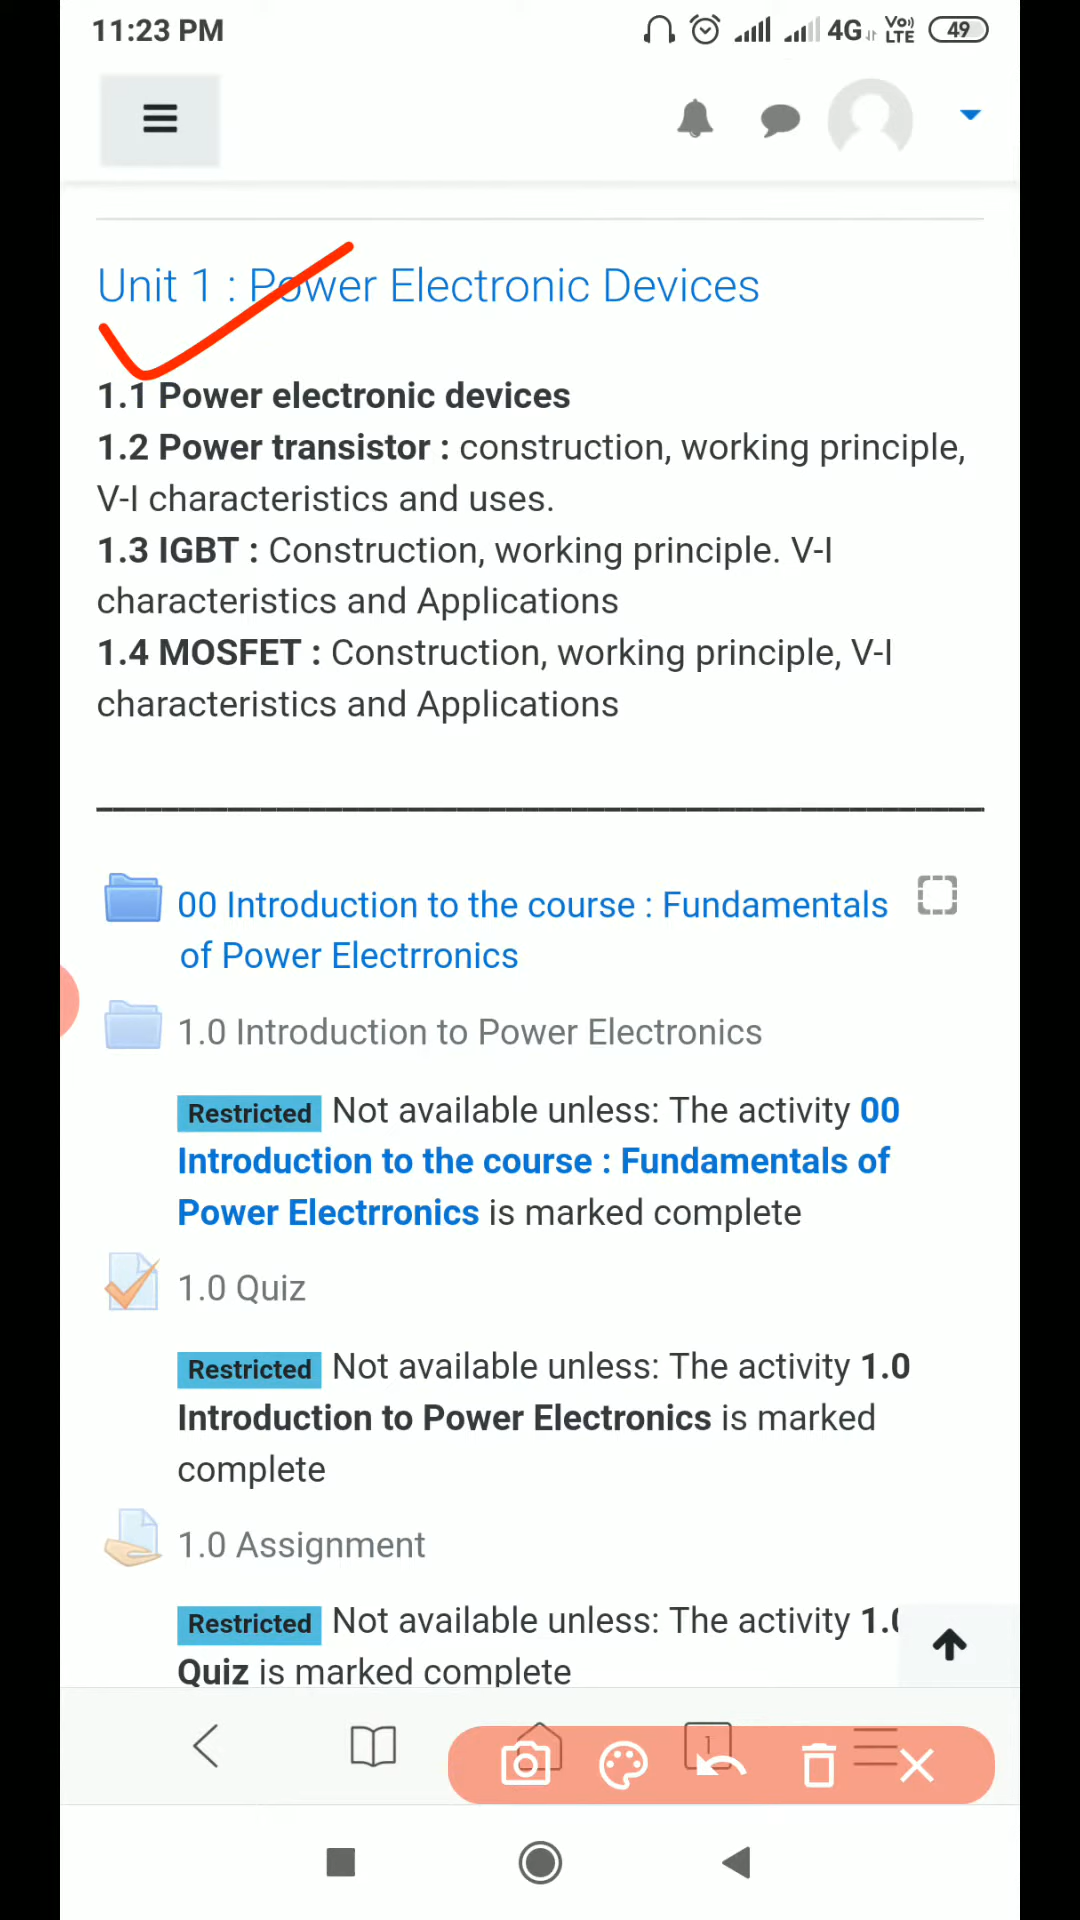 11:23 PM
4G
Vo)
LTE
49
Unit 1 : Power Electronic Devices
1.1 Power electronic devices
1.2 Power transistor : construction, working principle,
V-I characteristics and uses.
1.3 IGBT : Construction, working principle. V-I
characteristics and Applications
1.4 MOSFET : Construction, working principle, V-I
characteristics and Applications
00 Introduction to the course : Fundamentals
of Power Electrronics
1.0 Introduction to Power Electronics
Restricted Not available unless: The activity 00
Introduction to the course : Fundamentals of
Power Electrronics is marked complete
1.0 Quiz
Restricted Not available unless: The activity 1.0
Introduction to Power Electronics is marked
complete
1.0 Assignment
Restricted Not available unless: The activity 1.0
Quiz is marked complete
1